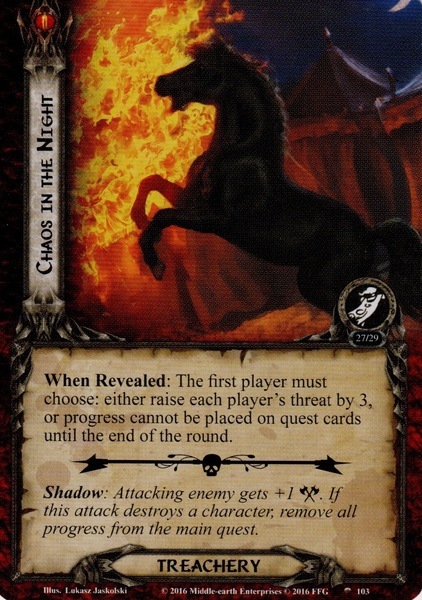 CHAOS IN THE NIGHT
27/29
When Revealed: The first player must
choose: either raise each player's threat by 3,
or progress cannot be placed on quest cards
until the end of the round.
Shadow: Attacking enemy gets +1 . If
this attack destroys a character, remove all
progress from the main quest.
TREACHERY
Illus. Lukasz Jaskolski
© 2016 Middle-earth Enterprises © 2016 FFG
103